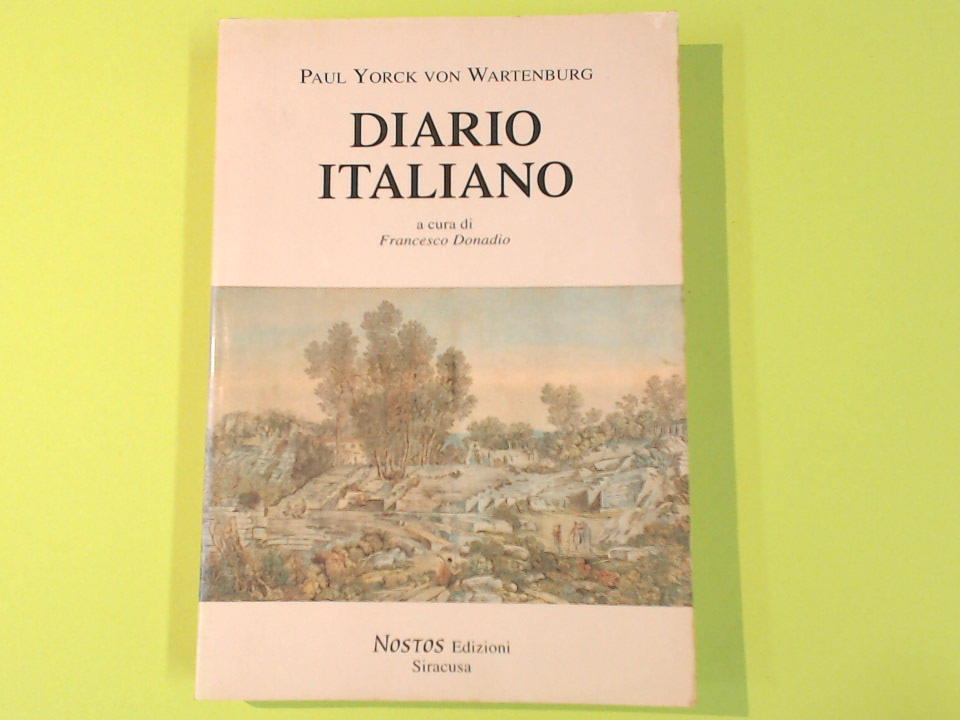 PAUL YORCK VON WARTENBURG
DIARIO
ITALIANO
a cura di
Francesco Donadio
NOSTOS Edizioni
Siracusa